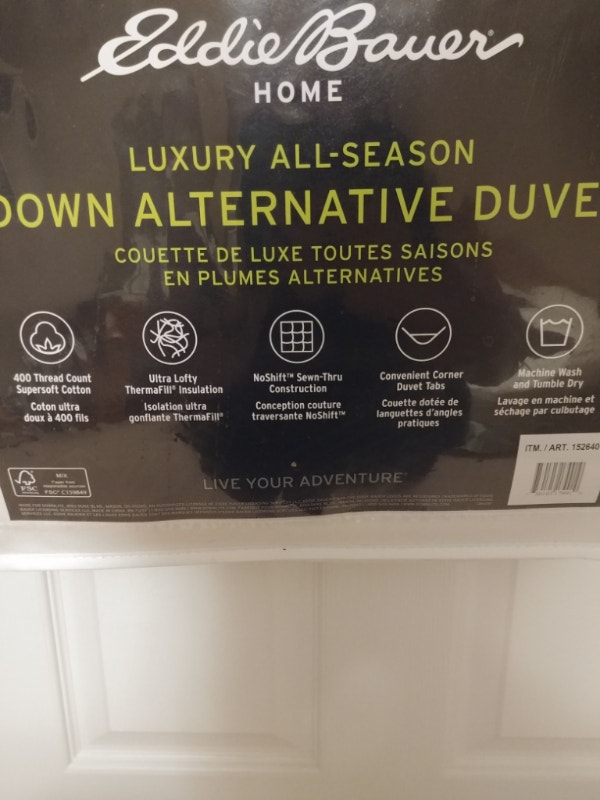 Eddie Bauer
HOME
LUXURY ALL-SEASON
DOWN ALTERNATIVE DUVE
COUETTE DE LUXE TOUTES SAISONS
EN PLUMES ALTERNATIVES
400 Thread Count
Supersoft Cotton
Coton ultra
doux à 400 fils
Ultra Lofty
ThermaFill® Insulation
Isolation ultra
gonflante ThermaFill®
NoShift™ Sewn-Thru
Construction
Conception couture
traversante NoShift™
Convenient Corner
Duvet Tabs
Couette dotée de
languettes d'angles
pratiques
Machine Wash
and Tumble Dry
Lavage en machine et
séchage par culbutage
ITM. / ART. 152640
FSC
MIX
LIVE YOUR ADVENTURE